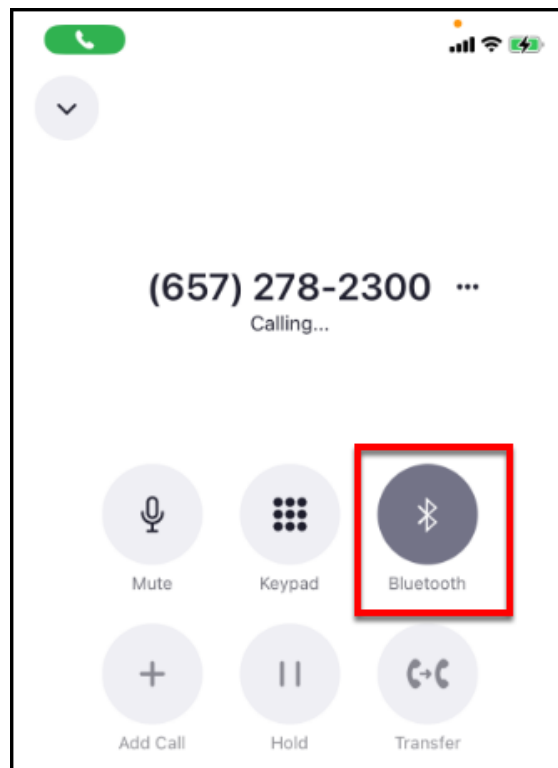 (657) 278-2300 ...
Calling...
Mute Keypad Bluetooth
Add Call Hold Transfer